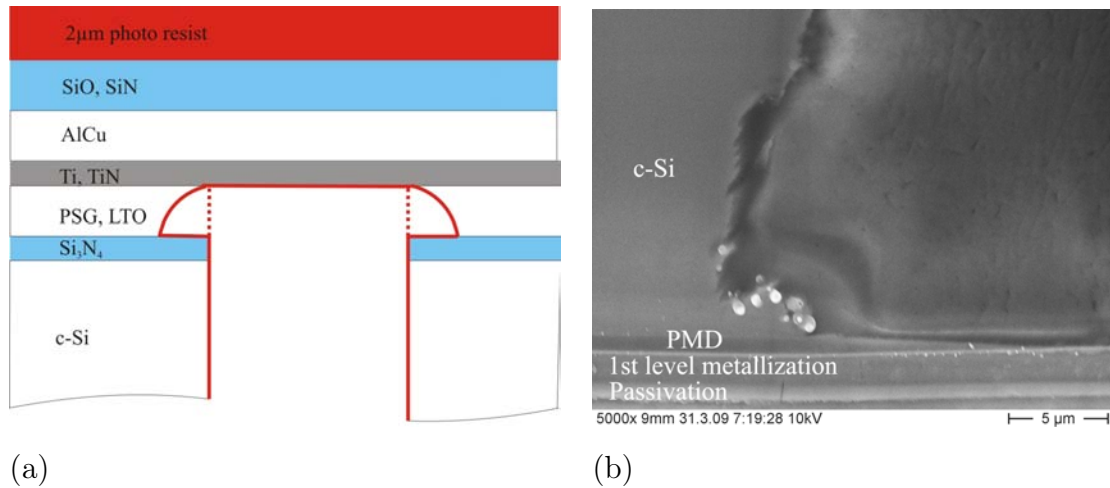 2µm photo resist
SiO, SiN
AlCu
Ti, TiN
PSG, LTO
Si₃N₄
c-Si
(a)
c-Si
PMD
1st level metallization
Passivation
5000x 9mm 31.3.09 7:19:28 10kV 5 µm
(b)